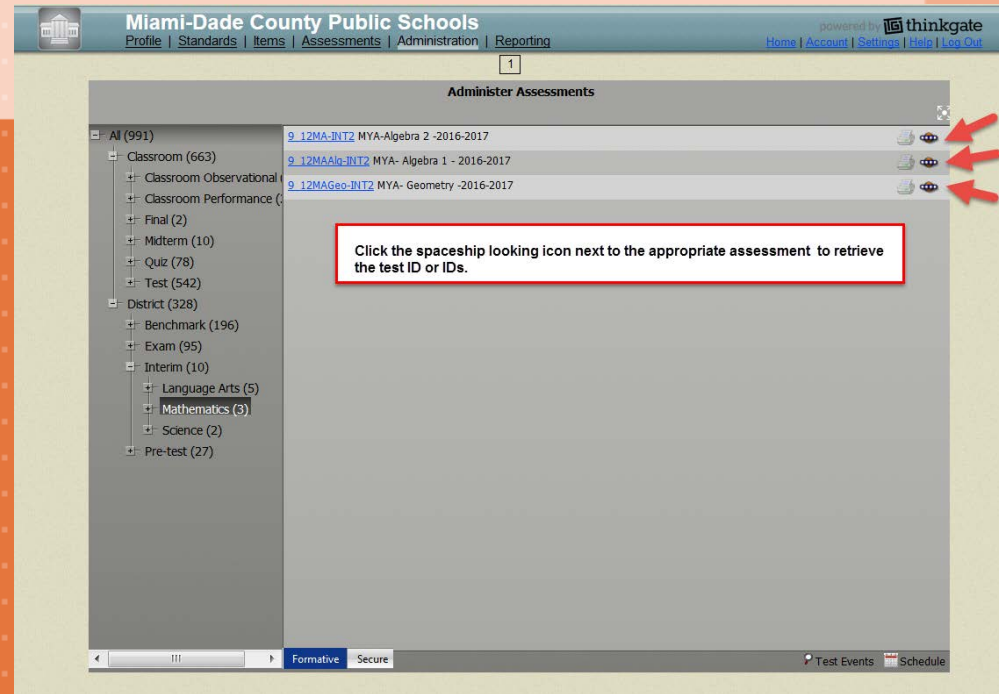 Miami-Dade County Public Schools
powered by thinkgate
Profile | Standards | Items | Assessments | Administration | Reporting
Home | Account | Settings | Help | Log Out
1
Administer Assessments
All (991)
Classroom (663)
Classroom Observational
Classroom Performance (
Final (2)
Midterm (10)
Quiz (78)
Test (542)
District (328)
Benchmark (196)
Exam (95)
Interim (10)
Language Arts (5)
Mathematics (3)
Science (2)
Pre-test (27)
9_12MA-INT2 MYA-Algebra 2 -2016-2017
9_12MAAlg-INT2 MYA- Algebra 1 - 2016-2017
9_12MAGeo-INT2 MYA- Geometry -2016-2017
Click the spaceship looking icon next to the appropriate assessment to retrieve
the test ID or IDs.
Formative Secure
Test Events Schedule